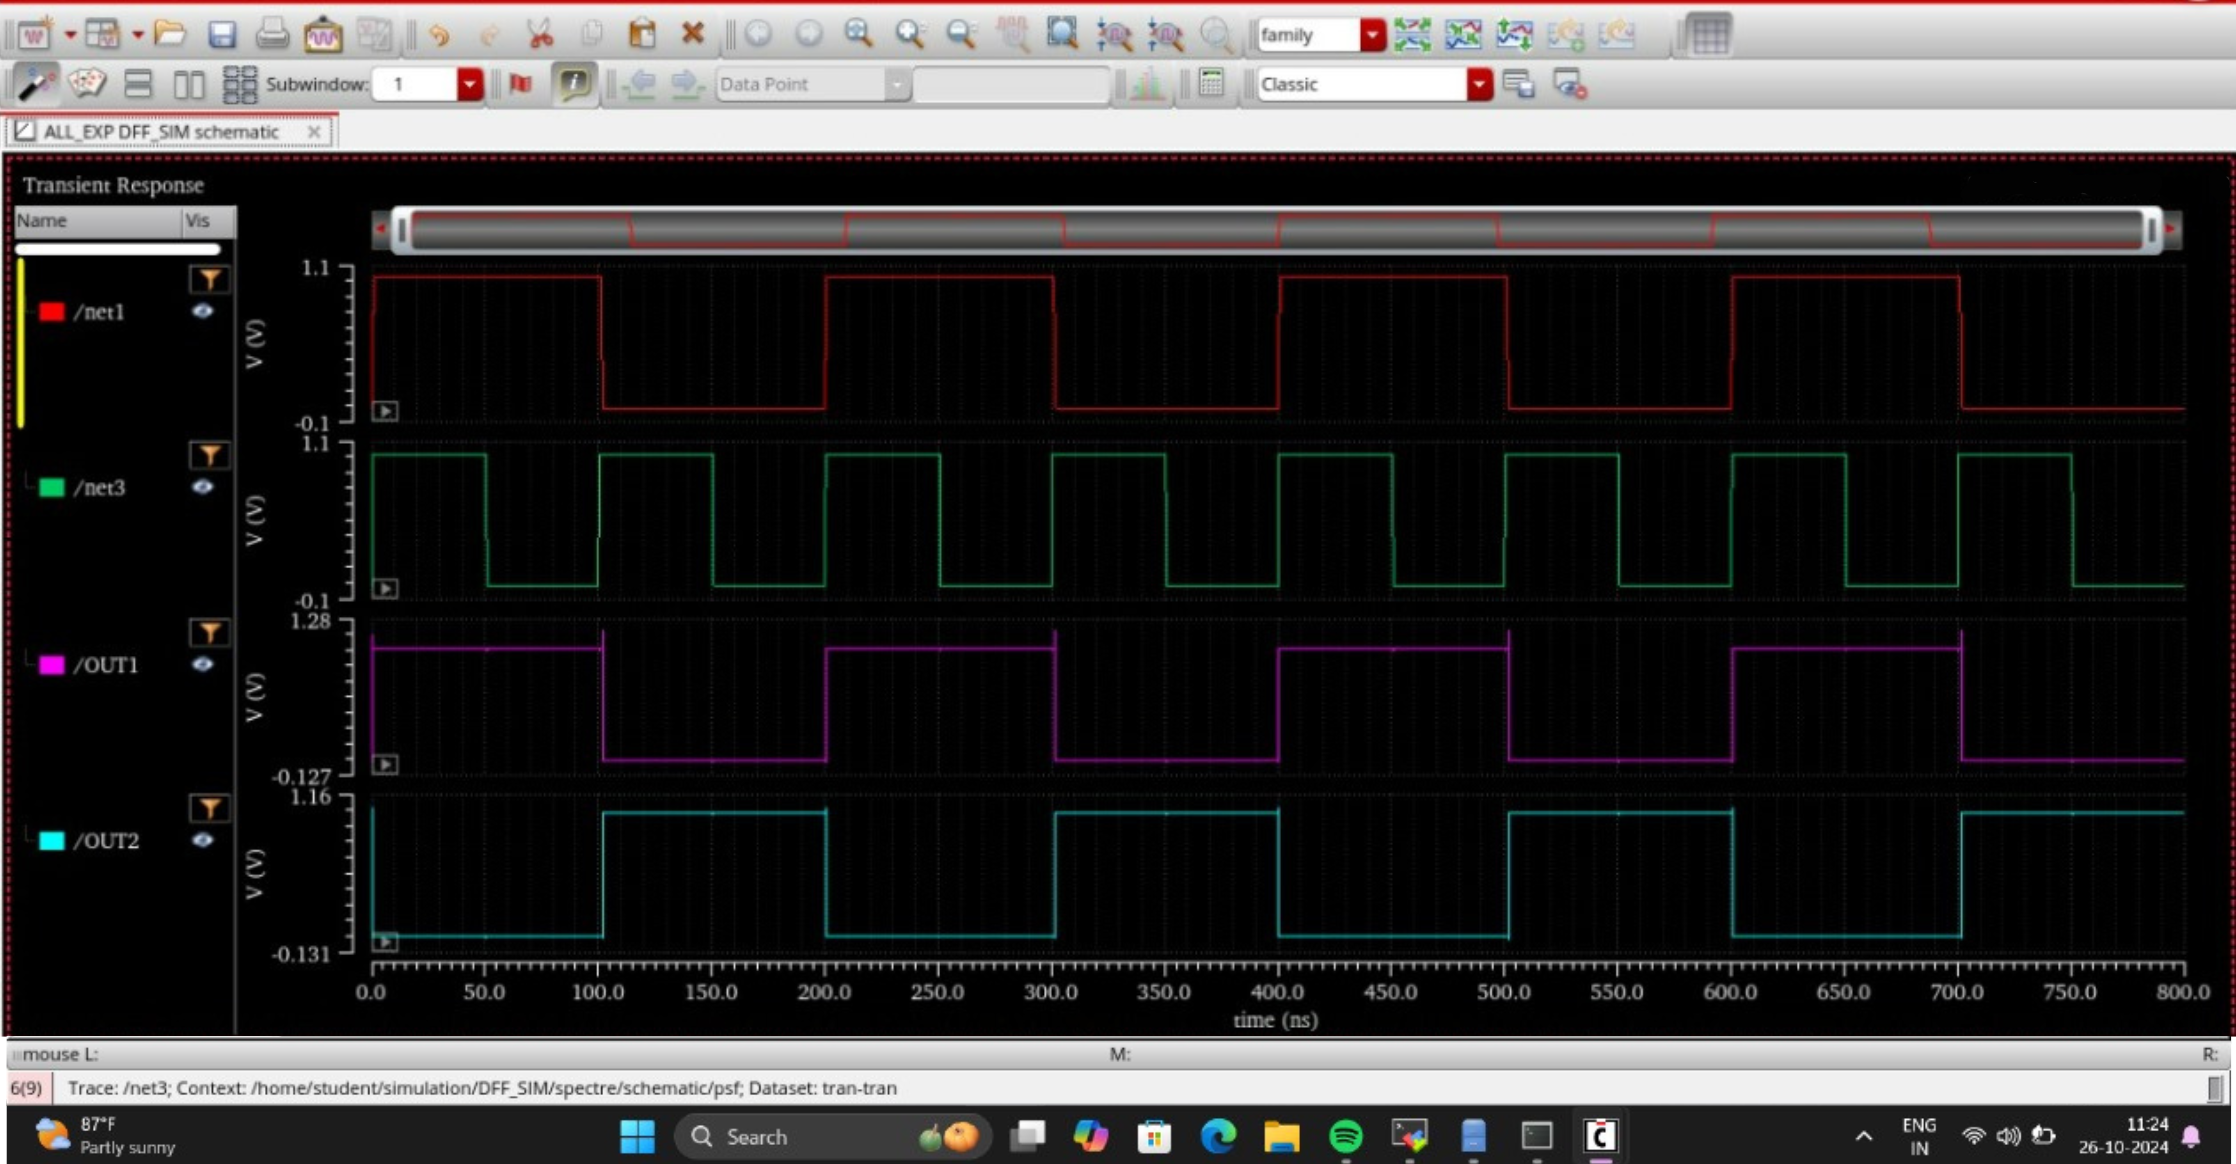 family
Subwindow: 1
Data Point
Classic
ALL_EXP DFF_SIM schematic
Transient Response
Name Vis
/net1
1.1
V (V)
-0.1
/net3
1.1
V (V)
-0.1
/OUT1
1.28
V (V)
-0.127
/OUT2
1.16
V (V)
-0.131
0.0 50.0 100.0 150.0 200.0 250.0 300.0 350.0 400.0 450.0 500.0 550.0 600.0 650.0 700.0 750.0 800.0
time (ns)
mouse L: M: R:
6(9) Trace: /net3; Context: /home/student/simulation/DFF_SIM/spectre/schematic/psf; Dataset: tran-tran
87°F
Partly sunny
Search
ENG
IN
11:24
26-10-2024